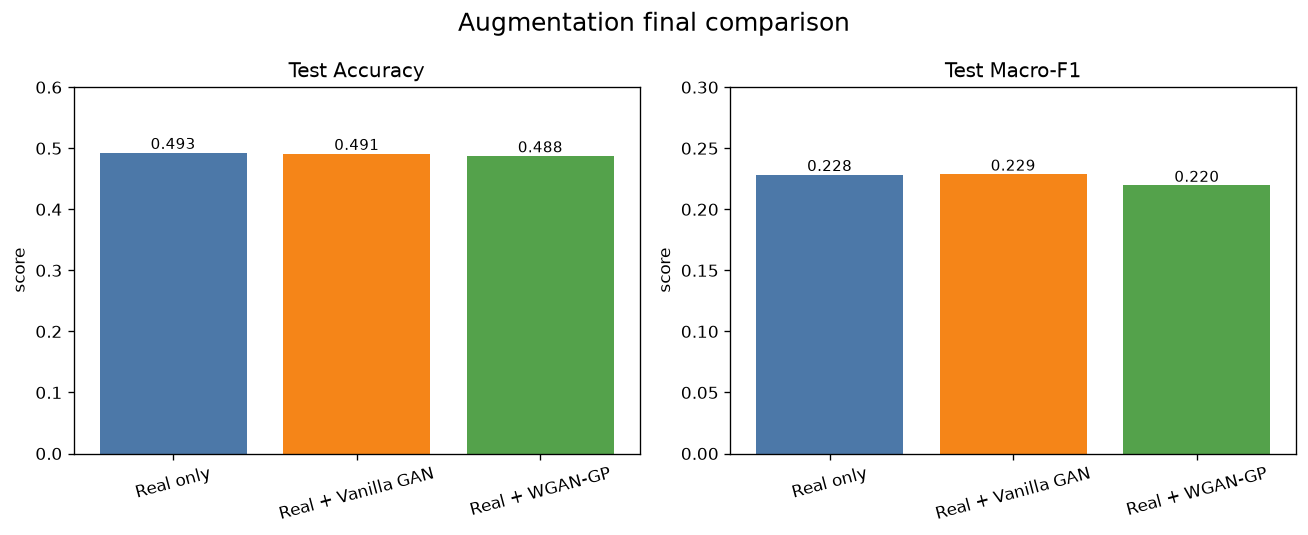 Augmentation final comparison
Test Accuracy
0.6
0.5
0.4
0.3
0.2
0.1
0.0
score
0.493
0.491
0.488
Real only
Real + Vanilla GAN
Real + WGAN-GP
Test Macro-F1
0.30
0.25
0.20
0.15
0.10
0.05
0.00
score
0.228
0.229
0.220
Real only
Real + Vanilla GAN
Real + WGAN-GP